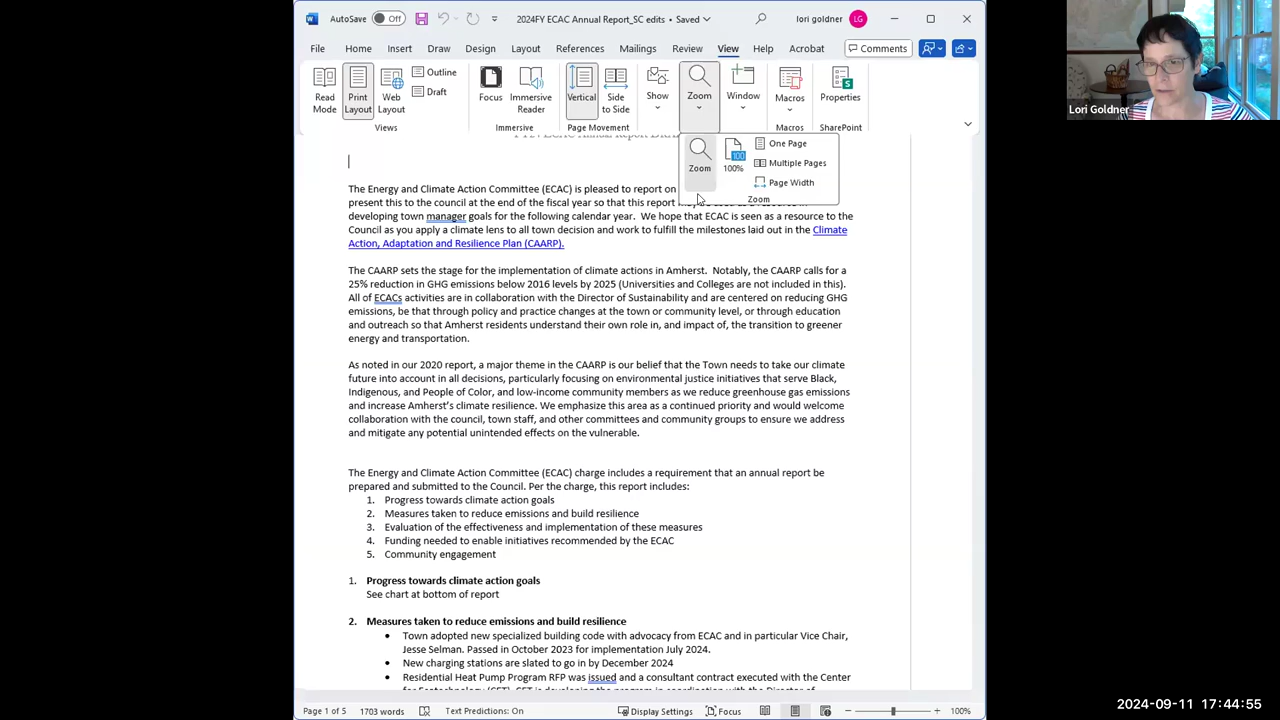 AutoSave Off 2024FY ECAC Annual Report_SC edits • Saved lori goldner LG
File Home Insert Draw Design Layout References Mailings Review View Help Acrobat Comments
Read Mode
Print Layout
Web Layout
Outline
Draft
Views
Focus
Immersive Reader
Immersive
Vertical
Side to Side
Page Movement
Show
Zoom
Window
Macros
Macros
Properties
SharePoint
Zoom
100
100%
One Page
Multiple Pages
Page Width
Zoom
The Energy and Climate Action Committee (ECAC) is pleased to report on
present this to the council at the end of the fiscal year so that this report may be used as a resource in
developing town manager goals for the following calendar year. We hope that ECAC is seen as a resource to the
Council as you apply a climate lens to all town decision and work to fulfill the milestones laid out in the Climate
Action, Adaptation and Resilience Plan (CAARP).
The CAARP sets the stage for the implementation of climate actions in Amherst. Notably, the CAARP calls for a
25% reduction in GHG emissions below 2016 levels by 2025 (Universities and Colleges are not included in this).
All of ECACs activities are in collaboration with the Director of Sustainability and are centered on reducing GHG
emissions, be that through policy and practice changes at the town or community level, or through education
and outreach so that Amherst residents understand their own role in, and impact of, the transition to greener
energy and transportation.
As noted in our 2020 report, a major theme in the CAARP is our belief that the Town needs to take our climate
future into account in all decisions, particularly focusing on environmental justice initiatives that serve Black,
Indigenous, and People of Color, and low-income community members as we reduce greenhouse gas emissions
and increase Amherst's climate resilience. We emphasize this area as a continued priority and would welcome
collaboration with the council, town staff, and other committees and community groups to ensure we address
and mitigate any potential unintended effects on the vulnerable.
The Energy and Climate Action Committee (ECAC) charge includes a requirement that an annual report be
prepared and submitted to the Council. Per the charge, this report includes:
1. Progress towards climate action goals
2. Measures taken to reduce emissions and build resilience
3. Evaluation of the effectiveness and implementation of these measures
4. Funding needed to enable initiatives recommended by the ECAC
5. Community engagement
1. Progress towards climate action goals
See chart at bottom of report
2. Measures taken to reduce emissions and build resilience
• Town adopted new specialized building code with advocacy from ECAC and in particular Vice Chair,
Jesse Selman. Passed in October 2023 for implementation July 2024.
• New charging stations are slated to go in by December 2024
• Residential Heat Pump Program RFP was issued and a consultant contract executed with the Center
Page 1 of 5 1703 words Text Predictions: On Display Settings Focus 100%
Lori Goldner
2024-09-11 17:44:55